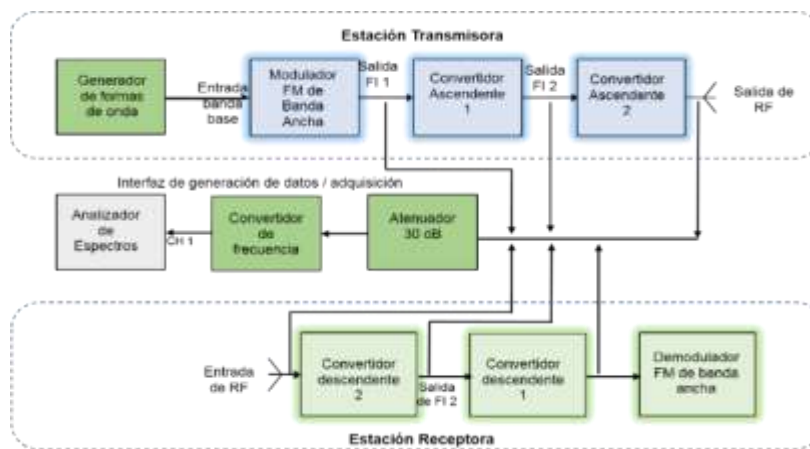 Estación Transmisora
Generador
de formas
de onda
Entrada
banda
base
Modulador
FM de
Banda
Ancha
Salida
FI 1
Convertidor
Ascendente
1
Salida
FI 2
Convertidor
Ascendente
2
Salida de
RF
Interfaz de generación de datos / adquisición
Analizador
de
Espectros
CH 1
Convertidor
de
frecuencia
Atenuador
30 dB
Entrada
de RF
Convertidor
descendente
2
Salida
de FI 2
Convertidor
descendente
1
Demodulador
FM de banda
ancha
Estación Receptora